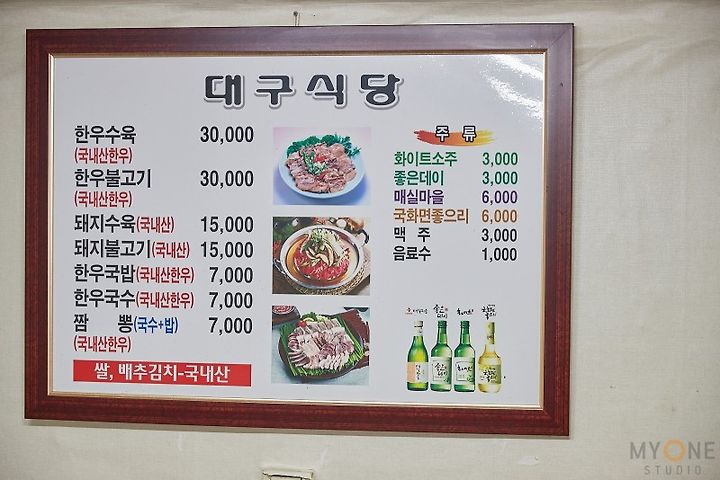 대구식당
한우수육 30,000
(국내산한우)
한우불고기 30,000
(국내산한우)
돼지수육(국내산) 15,000
돼지불고기(국내산) 15,000
한우국밥(국내산한우) 7,000
한우국수(국내산한우) 7,000
짬 뽕(국수+밥) 7,000
(국내산한우)
쌀, 배추김치-국내산
주 류
화이트소주 3,000
좋은데이 3,000
매실마을 6,000
국화면좋으리 6,000
맥 주 3,000
음료수 1,000
MYONE
STUDIO